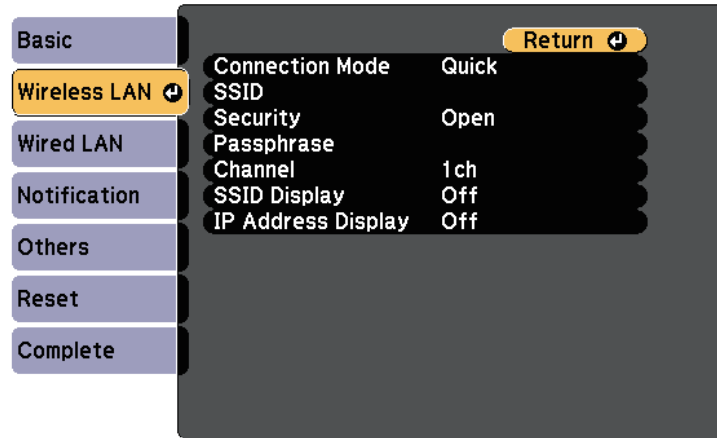 Basic
Wireless LAN
Wired LAN
Notification
Others
Reset
Complete
Return
Connection Mode Quick
SSID
Security Open
Passphrase
Channel 1ch
SSID Display Off
IP Address Display Off